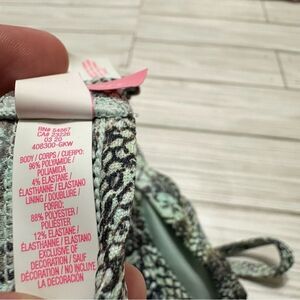 RN# 54867
CA# 23226
03 20
408300-GKW
BODY / CORPS / CUERPO:
96% POLYAMIDE /
POLIAMIDA
4% ELASTANE /
ÉLASTHANNE / ELASTANO
LINING / DOUBLURE /
FORRO:
88% POLYESTER /
POLIÉSTER
12% ELASTANE /
ÉLASTHANNE / ELASTANO
EXCLUSIVE OF
DECORATION / SAUF
DÉCORATION / NO INCLUYE
LA DECORACIÓN